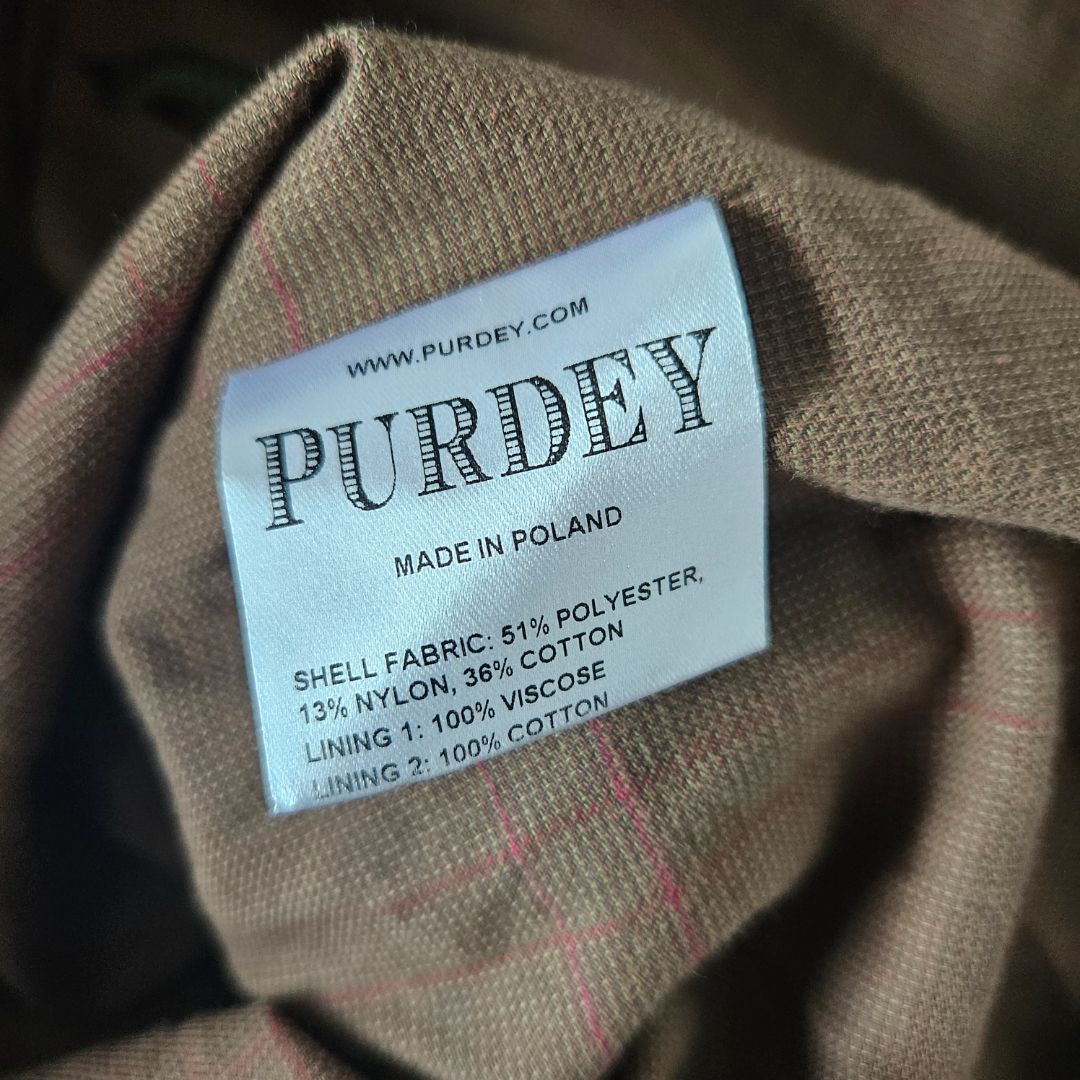 WWW.PURDEY.COM
PURDEY
MADE IN POLAND
SHELL FABRIC: 51% POLYESTER,
13% NYLON, 36% COTTON
LINING 1: 100% VISCOSE
LINING 2: 100% COTTON